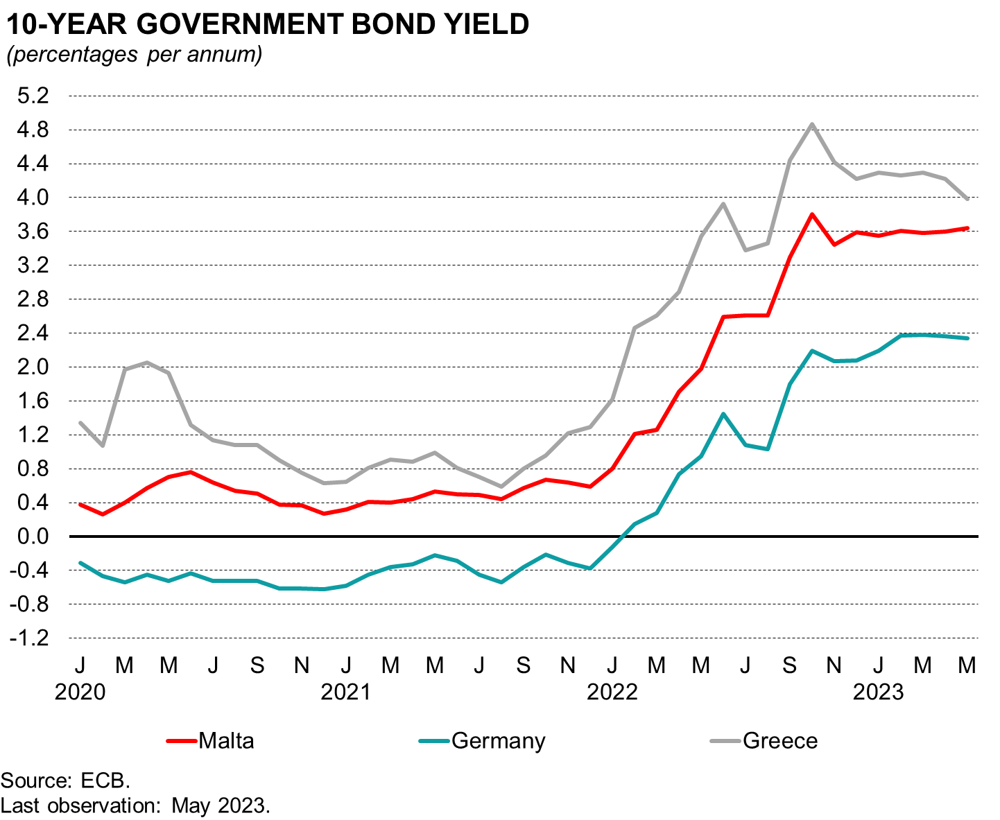 10-YEAR GOVERNMENT BOND YIELD
(percentages per annum)
5.2
4.8
4.4
4.0
3.6
3.2
2.8
2.4
2.0
1.6
1.2
0.8
0.4
0.0
-0.4
-0.8
-1.2
J M M J S N J M M J S N J M M J S N J M M
2020 2021 2022 2023
Malta Germany Greece
Source: ECB.
Last observation: May 2023.